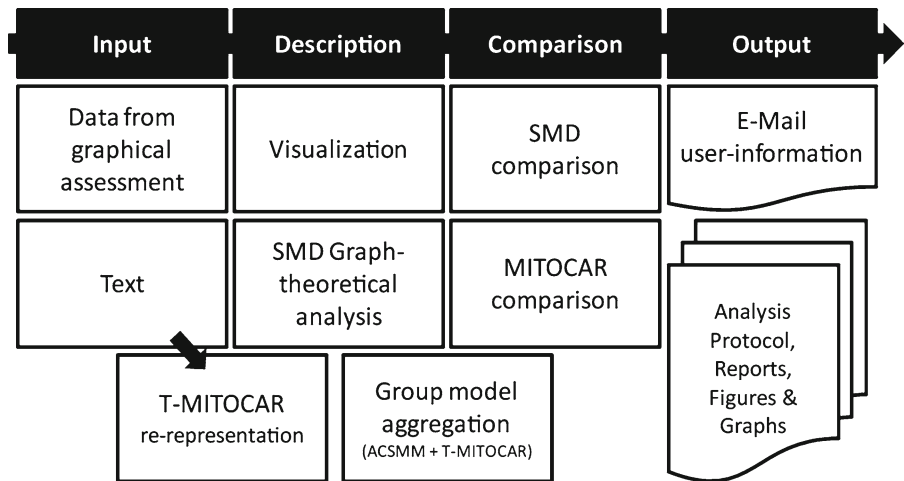 Input
Description
Comparison
Output
Data from
graphical
assessment
Visualization
SMD
comparison
E-Mail
user-information
Text
SMD Graph-
theoretical
analysis
MITOCAR
comparison
Analysis
Protocol,
Reports,
Figures &
Graphs
T-MITOCAR
re-representation
Group model
aggregation
(ACSMM + T-MITOCAR)